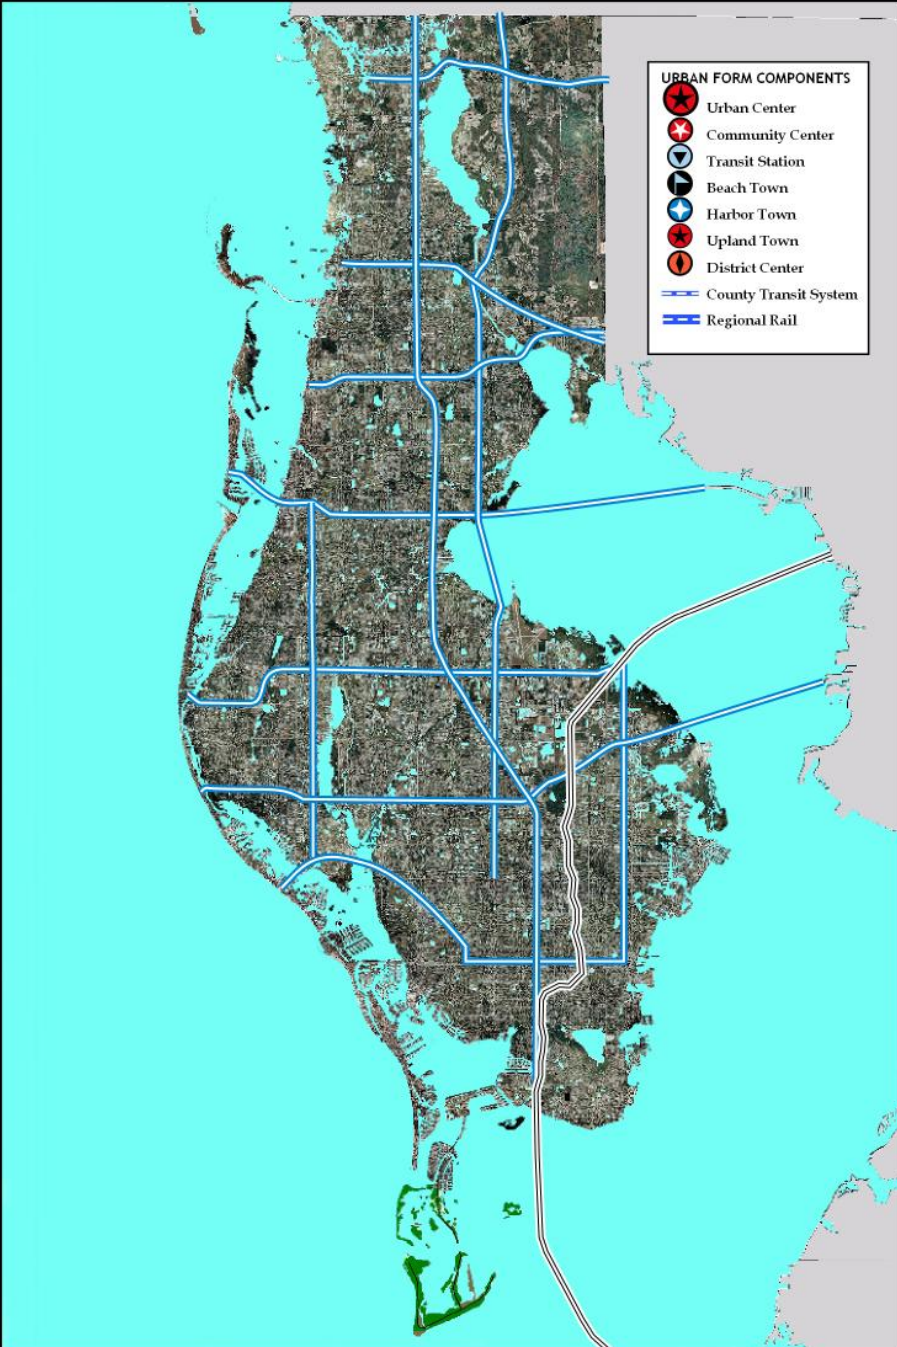 URBAN FORM COMPONENTS
Urban Center
Community Center
Transit Station
Beach Town
Harbor Town
Upland Town
District Center
County Transit System
Regional Rail